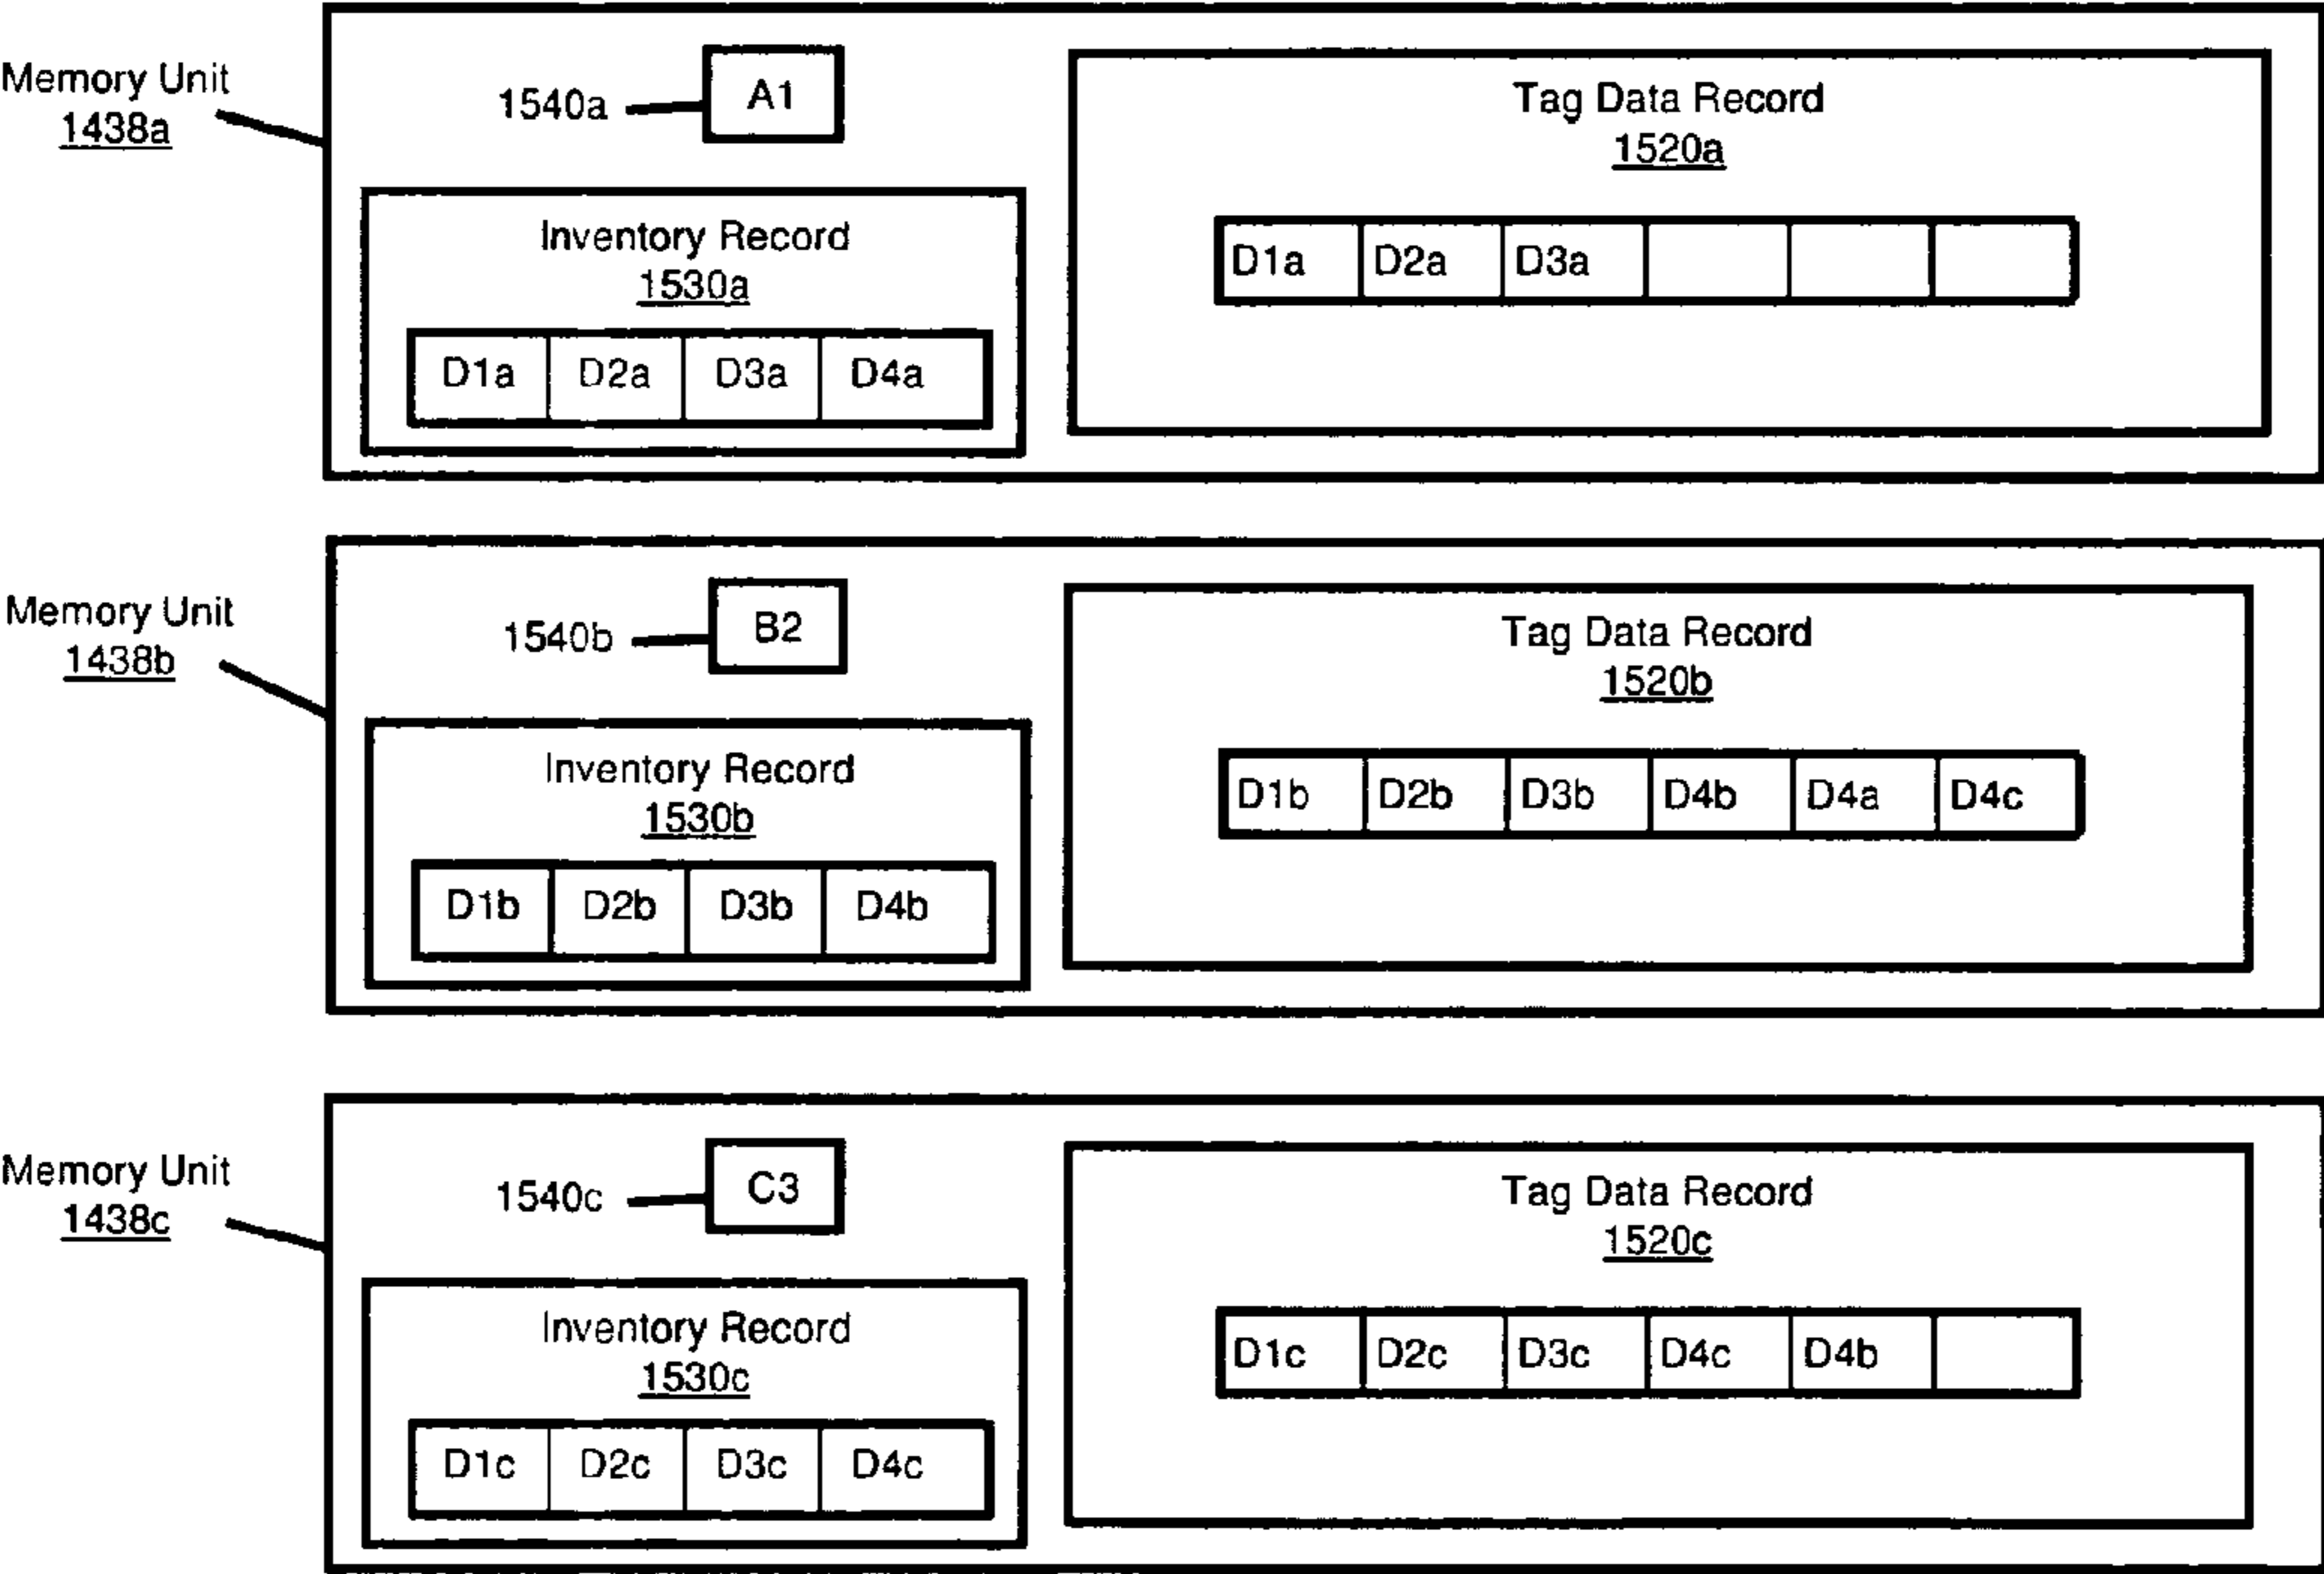 Memory Unit
1438a
1540a
A1
Inventory Record
1530a
D1a D2a D3a D4a
Tag Data Record
1520a
D1a D2a D3a
Memory Unit
1438b
1540b
B2
Inventory Record
1530b
D1b D2b D3b D4b
Tag Data Record
1520b
D1b D2b D3b D4b D4a D4c
Memory Unit
1438c
1540c
C3
Inventory Record
1530c
D1c D2c D3c D4c
Tag Data Record
1520c
D1c D2c D3c D4c D4b